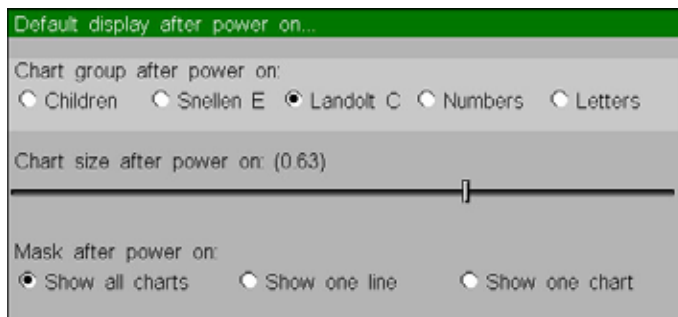 Default display after power on...
Chart group after power on:
Children Snellen E Landolt C Numbers Letters
Chart size after power on: (0.63)
Mask after power on:
Show all charts Show one line Show one chart